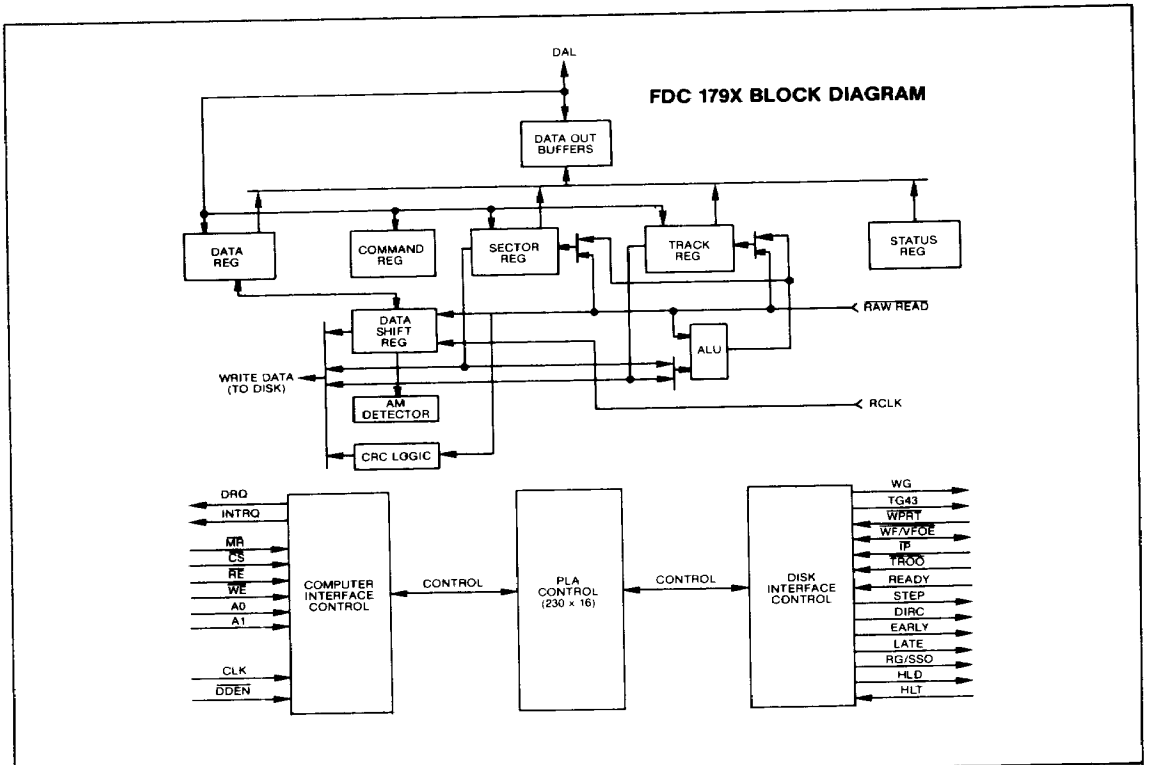 DAL
FDC 179X BLOCK DIAGRAM
DATA OUT
BUFFERS
DATA
REG
COMMAND
REG
SECTOR
REG
TRACK
REG
STATUS
REG
RAW READ
DATA
SHIFT
REG
ALU
WRITE DATA
(TO DISK)
AM
DETECTOR
RCLK
CRC LOGIC
DRQ
INTRQ
MR
CS
RE
WE
A0
A1
CLK
DDEN
COMPUTER
INTERFACE
CONTROL
CONTROL
PLA
CONTROL
(230 x 16)
CONTROL
DISK
INTERFACE
CONTROL
WG
TG43
WPRT
WF/VFOE
IP
TROO
READY
STEP
DIRC
EARLY
LATE
RG/SSO
HLD
HLT